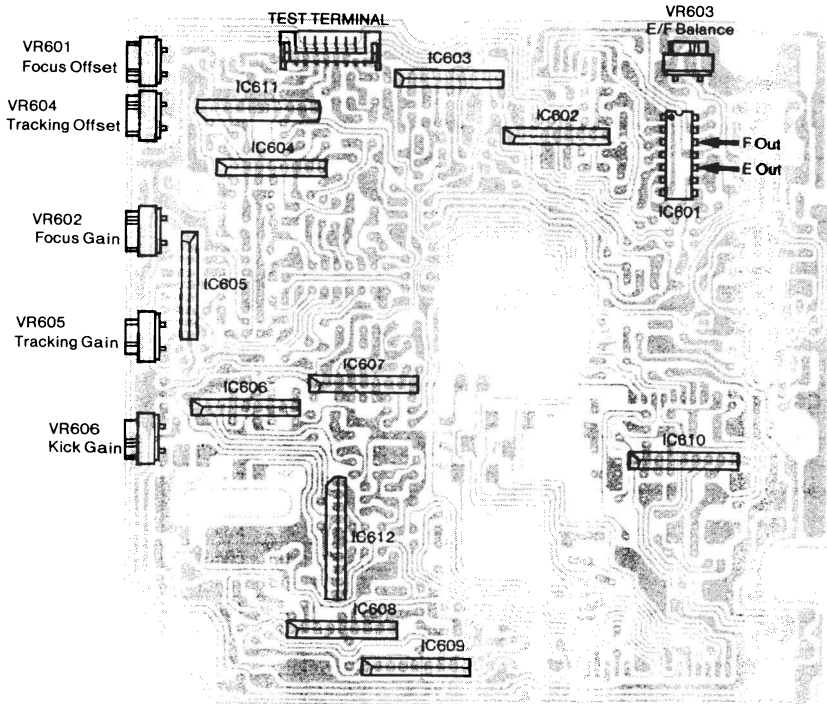 VR603
E/F Balance
TEST TERMINAL
VR601
Focus Offset
IC603
IC611
VR604
Tracking Offset
IC602
F Out
IC604
E Out
IC601
VR602
Focus Gain
IC605
VR605
Tracking Gain
IC607
IC606
VR606
Kick Gain
IC610
IC612
IC608
IC609